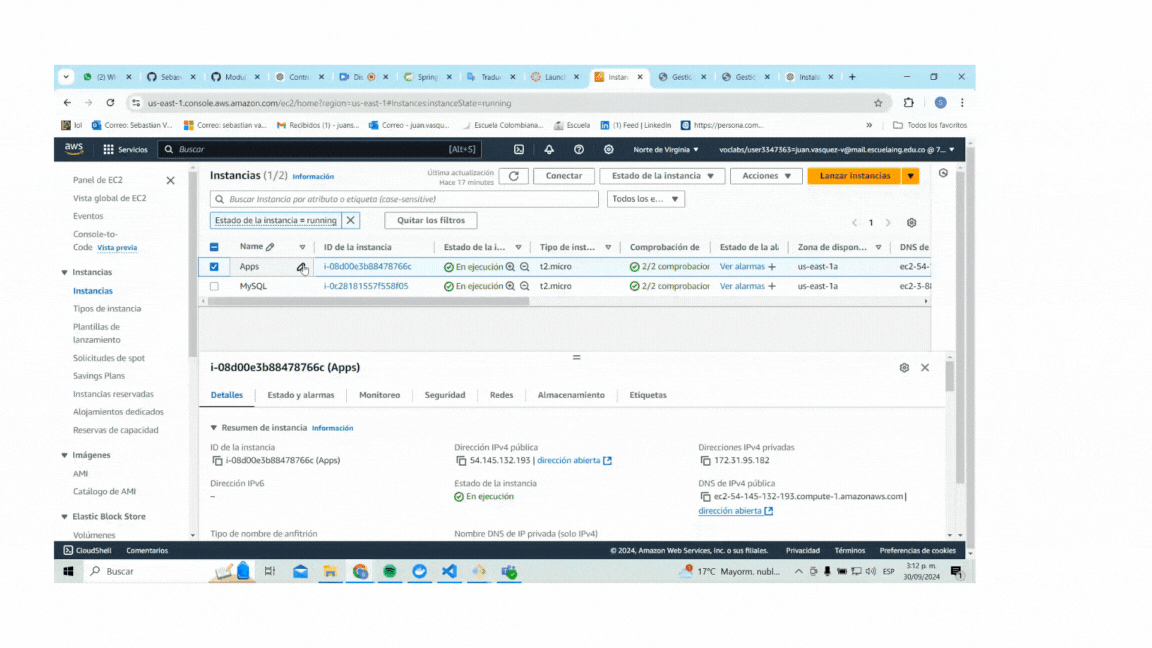 (2) W
Sebas
Modul
Contr
Dis
Spring
Tradu
Launc
Instan
Gestic
Gestic
Instala
us-east-1.console.aws.amazon.com/ec2/home?region=us-east-1#Instances:instanceState=running
lol
Correo: Sebastian V...
Correo: sebastian va...
Recibidos (1) - juans...
Correo - juan.vasqu...
Escuela Colombiana...
Escuela
(1) Feed | LinkedIn
https://persona.com...
»
Todos los favoritos
aws
Servicios
Buscar
[Alt+S]
Norte de Virginia
voclabs/user3347363=juan.vasquez-v@mail.escuelaing.edu.co @ 7...
Panel de EC2
Vista global de EC2
Eventos
Console-to-
Code Vista previa
Instancias
Instancias
Tipos de instancia
Plantillas de
lanzamiento
Solicitudes de spot
Savings Plans
Instancias reservadas
Alojamientos dedicados
Reservas de capacidad
Imágenes
AMI
Catálogo de AMI
Elastic Block Store
Volúmenes
Instancias (1/2) Información
Última actualización
Hace 17 minutes
Conectar
Estado de la instancia
Acciones
Lanzar instancias
Buscar Instancia por atributo o etiqueta (case-sensitive)
Todos los e...
Estado de la instancia = running
Quitar los filtros
1
Name ID de la instancia Estado de la i... Tipo de inst... Comprobación de Estado de la ala Zona de dispon... DNS de
Apps i-08d00e3b88478766c En ejecución t2.micro 2/2 comprobacior Ver alarmas + us-east-1a ec2-54-
MySQL i-0c28181557f558f05 En ejecución t2.micro 2/2 comprobacior Ver alarmas + us-east-1a ec2-3-8
i-08d00e3b88478766c (Apps)
Detalles
Estado y alarmas
Monitoreo
Seguridad
Redes
Almacenamiento
Etiquetas
Resumen de instancia Información
ID de la instancia
i-08d00e3b88478766c (Apps)
Dirección IPv4 pública
54.145.132.193 | dirección abierta
Direcciones IPv4 privadas
172.31.95.182
Dirección IPv6
–
Estado de la instancia
En ejecución
DNS de IPv4 pública
ec2-54-145-132-193.compute-1.amazonaws.com |
dirección abierta
Tipo de nombre de anfitrión
Nombre DNS de IP privada (solo IPv4)
CloudShell
Comentarios
© 2024, Amazon Web Services, Inc. o sus filiales.
Privacidad
Términos
Preferencias de cookies
Buscar
17°C Mayorm. nubl...
ESP
3:12 p. m.
30/09/2024